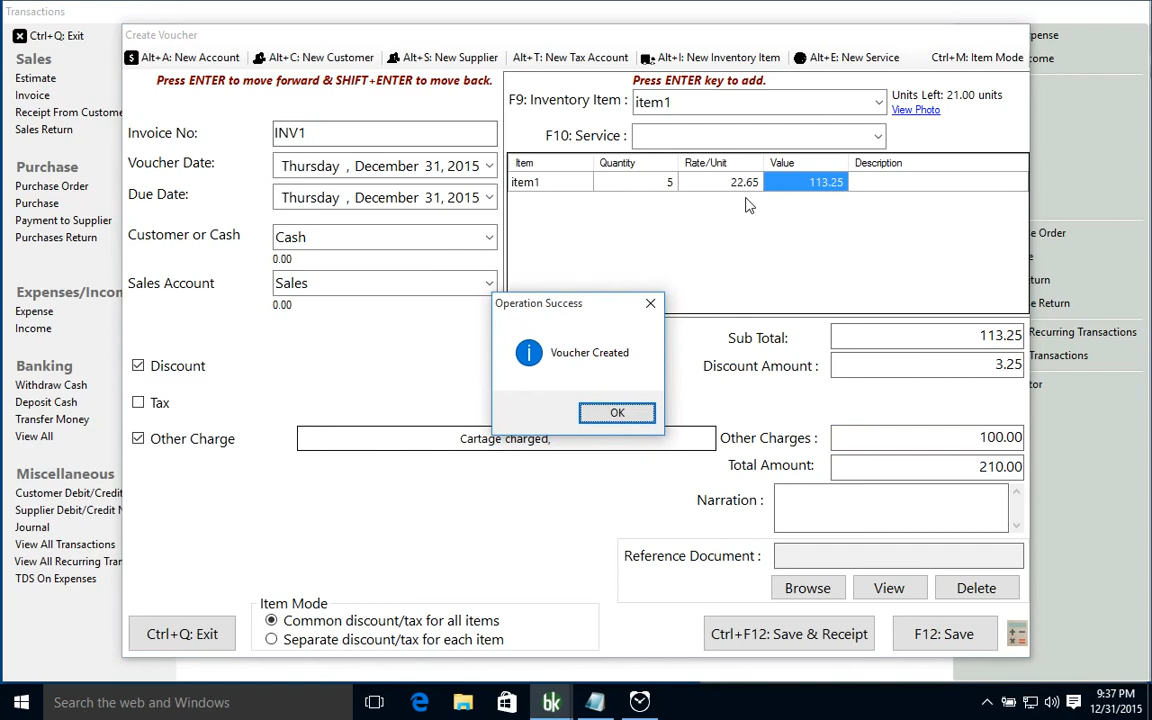 Transactions
Ctrl+Q: Exit
Sales
Estimate
Invoice
Receipt From Custome
Sales Return
Purchase
Purchase Order
Purchase
Payment to Supplier
Purchases Return
Expenses/Incom
Expense
Income
Banking
Withdraw Cash
Deposit Cash
Transfer Money
View All
Miscellaneous
Customer Debit/Credit
Supplier Debit/Credit N
Journal
View All Transactions
View All Recurring Tran
TDS On Expenses
Create Voucher
Alt+A: New Account
Alt+C: New Customer
Alt+S: New Supplier
Alt+T: New Tax Account
Alt+I: New Inventory Item
Alt+E: New Service
Ctrl+M: Item Mode
Press ENTER to move forward & SHIFT+ENTER to move back.
Invoice No: INV1
Voucher Date: Thursday , December 31, 2015
Due Date: Thursday , December 31, 2015
Customer or Cash Cash
0.00
Sales Account Sales
0.00
Press ENTER key to add.
F9: Inventory Item : item1
Units Left: 21.00 units
View Photo
F10: Service :
Item Quantity Rate/Unit Value Description
item1 5 22.65 113.25
Operation Success
Voucher Created
OK
Sub Total: 113.25
Discount
Discount Amount : 3.25
Tax
Other Charge Cartage charged,
Other Charges : 100.00
Total Amount: 210.00
Narration :
Reference Document :
Browse View Delete
Item Mode
Common discount/tax for all items
Separate discount/tax for each item
Ctrl+Q: Exit
Ctrl+F12: Save & Receipt
F12: Save
pense
ome
e Order
e
turn
e Return
Recurring Transactions
Transactions
tor
Search the web and Windows
bk
9:37 PM
12/31/2015